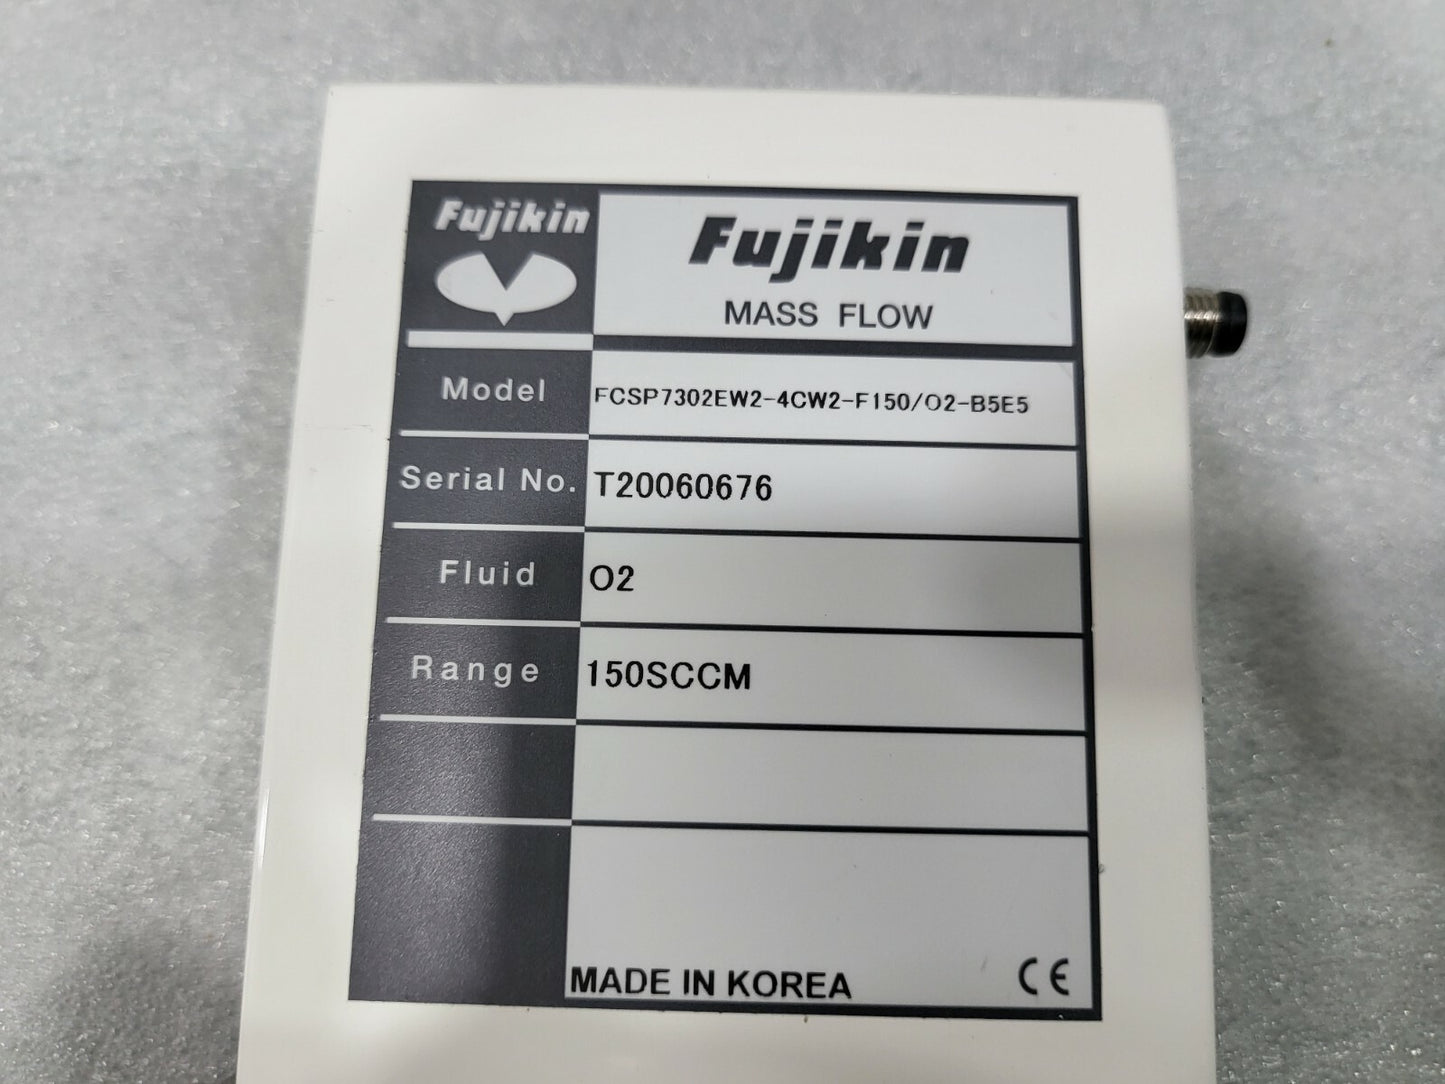 Fujikin
Fujikin
MASS FLOW
Model FCSP7302EW2-4CW2-F150/O2-B5E5
Serial No. T20060676
Fluid O2
Range 150SCCM
MADE IN KOREA CE